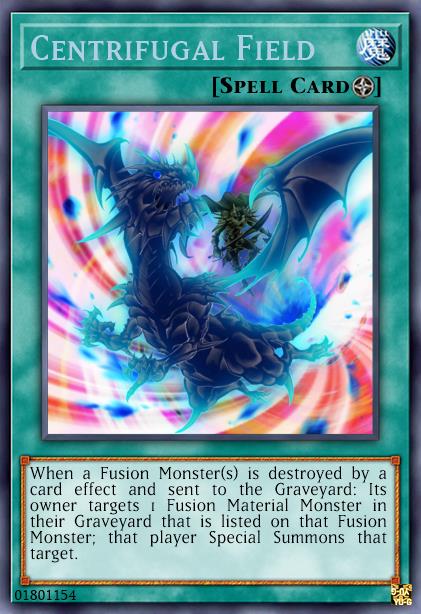 Centrifugal Field
魔
[Spell Card]
When a Fusion Monster(s) is destroyed by a
card effect and sent to the Graveyard: Its
owner targets 1 Fusion Material Monster in
their Graveyard that is listed on that Fusion
Monster; that player Special Summons that
target.
01801154